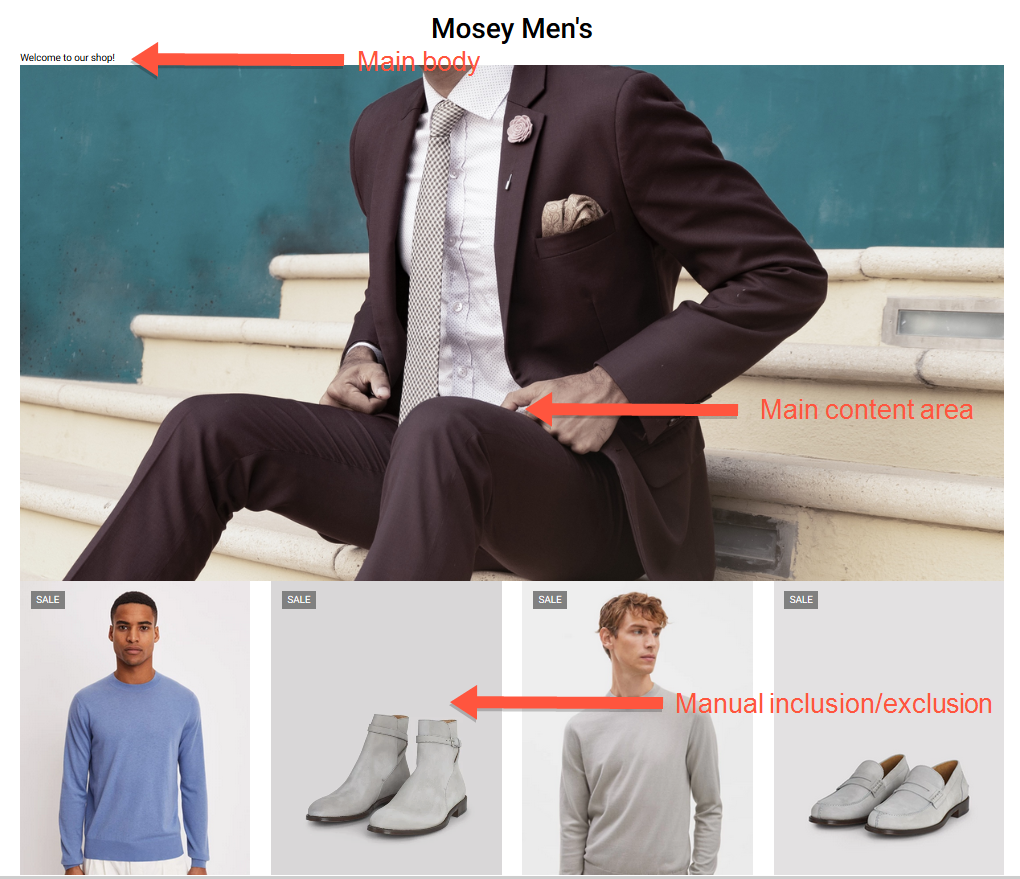 Mosey Men's
Welcome to our shop!
Main body
Main content area
SALE
SALE
SALE
SALE
Manual inclusion/exclusion